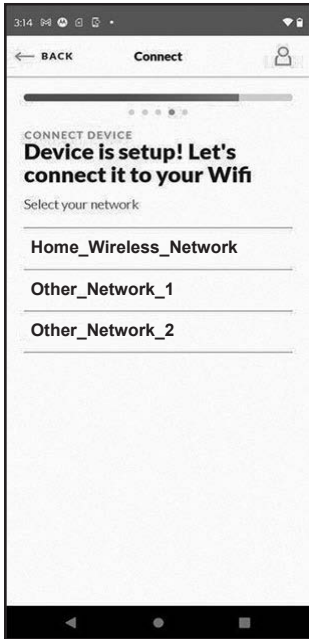 3:14
BACK Connect
CONNECT DEVICE
Device is setup! Let's
connect it to your Wifi
Select your network
Home_Wireless_Network
Other_Network_1
Other_Network_2